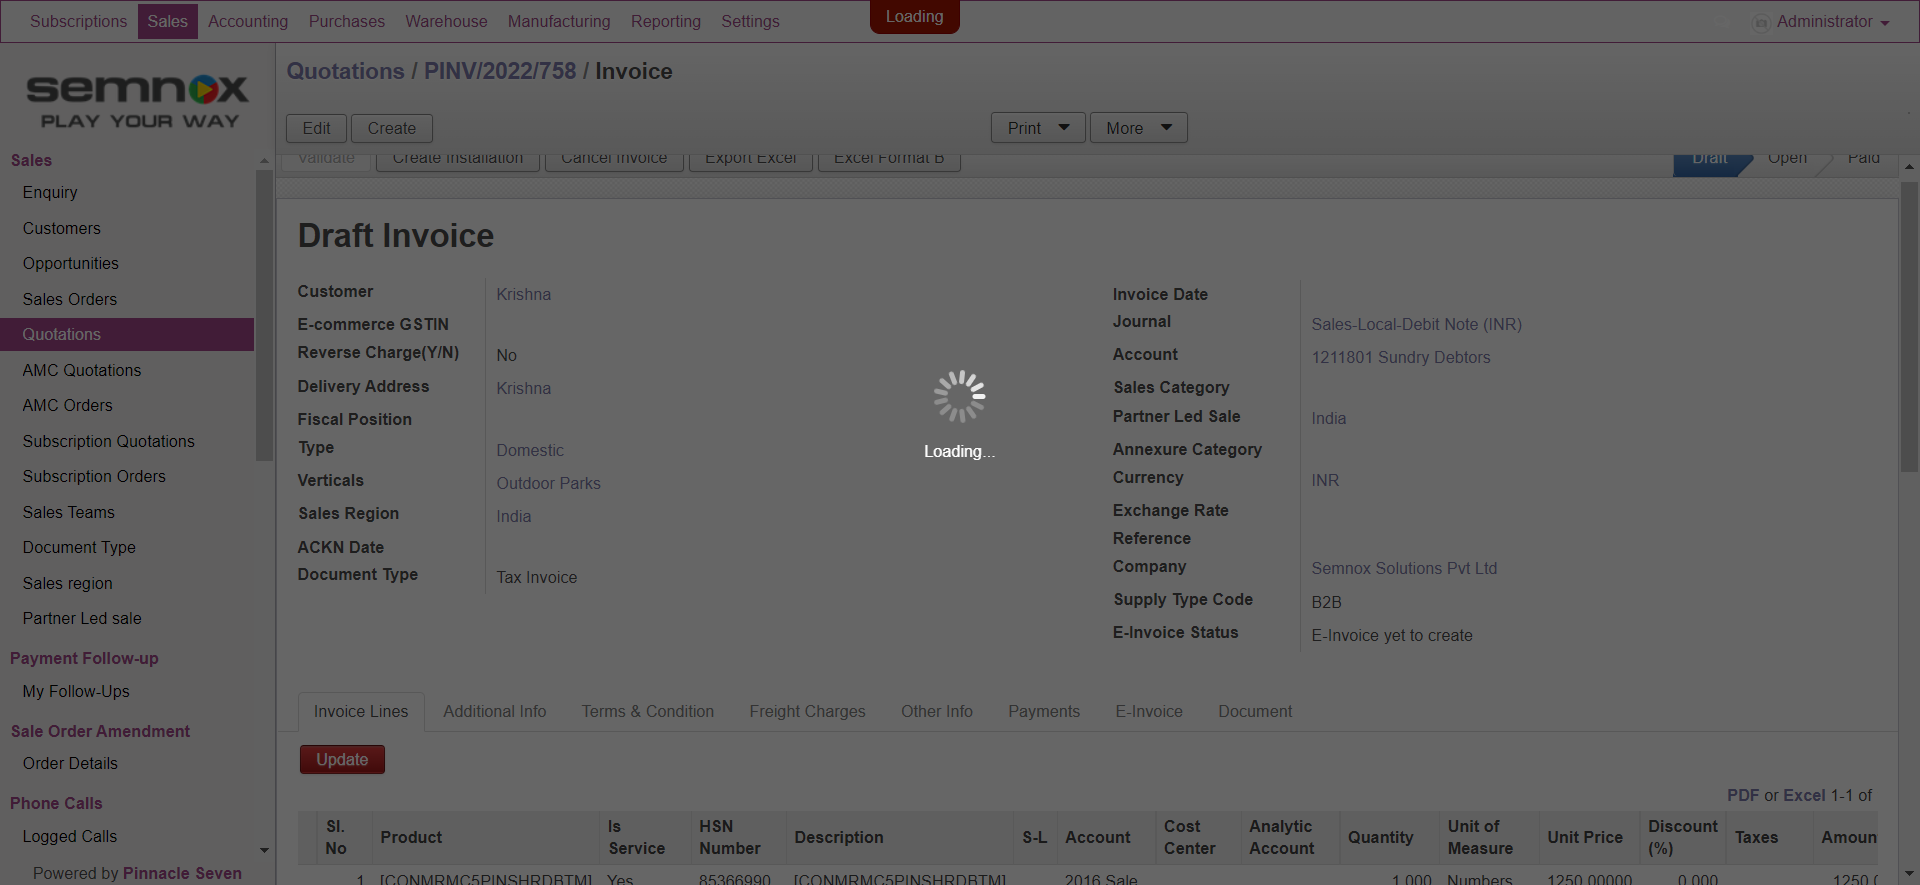 Subscriptions Sales Accounting Purchases Warehouse Manufacturing Reporting Settings Loading Administrator
semnox
PLAY YOUR WAY
Quotations / PINV/2022/758 / Invoice
Edit Create Print More
Validate Create Installation Cancel Invoice Export Excel Excel Format B Draft Open Paid
Sales
Enquiry
Customers
Opportunities
Sales Orders
Quotations
AMC Quotations
AMC Orders
Subscription Quotations
Subscription Orders
Sales Teams
Document Type
Sales region
Partner Led sale
Payment Follow-up
My Follow-Ups
Sale Order Amendment
Order Details
Phone Calls
Logged Calls
Powered by Pinnacle Seven
Draft Invoice
Customer Krishna
E-commerce GSTIN
Reverse Charge(Y/N) No
Delivery Address Krishna
Fiscal Position
Type Domestic
Verticals Outdoor Parks
Sales Region India
ACKN Date
Document Type Tax Invoice
Invoice Date
Journal Sales-Local-Debit Note (INR)
Account 1211801 Sundry Debtors
Sales Category
Partner Led Sale India
Annexure Category
Currency INR
Exchange Rate
Reference
Company Semnox Solutions Pvt Ltd
Supply Type Code B2B
E-Invoice Status E-Invoice yet to create
Loading...
Invoice Lines Additional Info Terms & Condition Freight Charges Other Info Payments E-Invoice Document
Update
PDF or Excel 1-1 of
Sl. No Product Is Service HSN Number Description S-L Account Cost Center Analytic Account Quantity Unit of Measure Unit Price Discount (%) Taxes Amoun
1 [CONMRMC5PINSHRDBTM] Yes 85366990 [CONMRMC5PINSHRDBTM] 2016 Sale 1.000 Numbers 1250.00000 0.000 1250.0